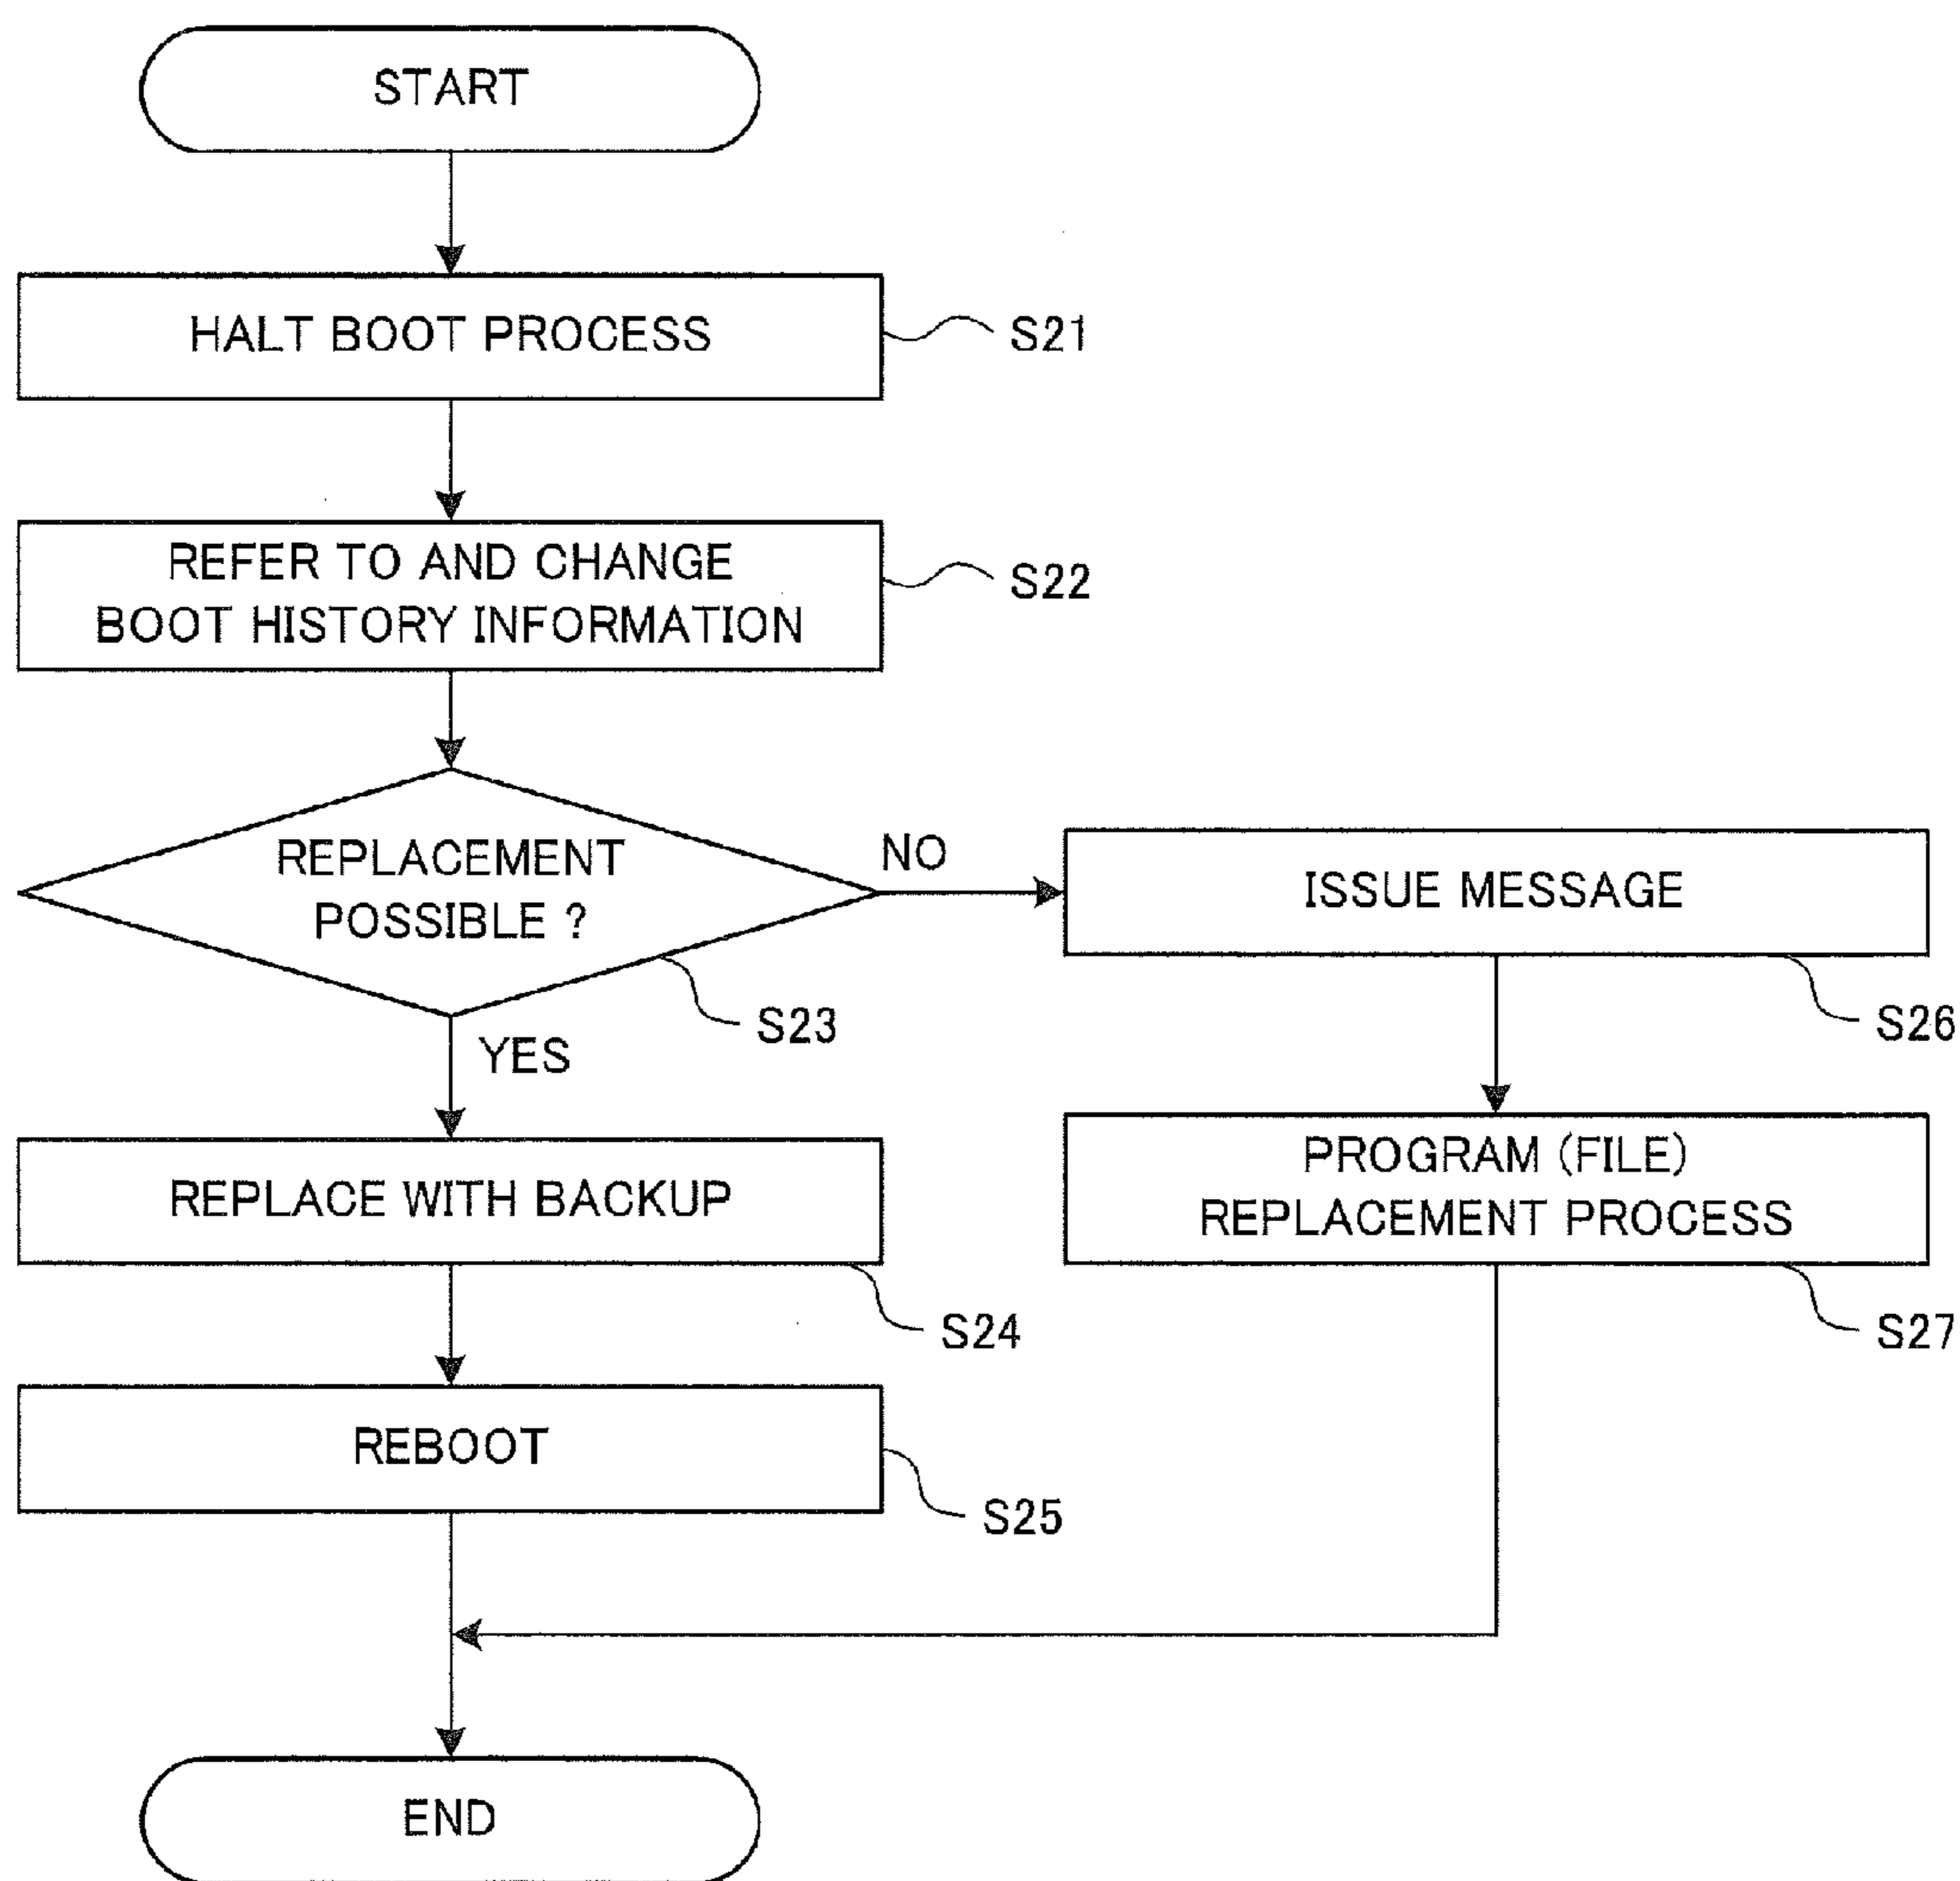 START
HALT BOOT PROCESS
S21
REFER TO AND CHANGE
BOOT HISTORY INFORMATION
S22
REPLACEMENT
POSSIBLE ?
S23
NO
YES
ISSUE MESSAGE
S26
PROGRAM (FILE)
REPLACEMENT PROCESS
S27
REPLACE WITH BACKUP
S24
REBOOT
S25
END